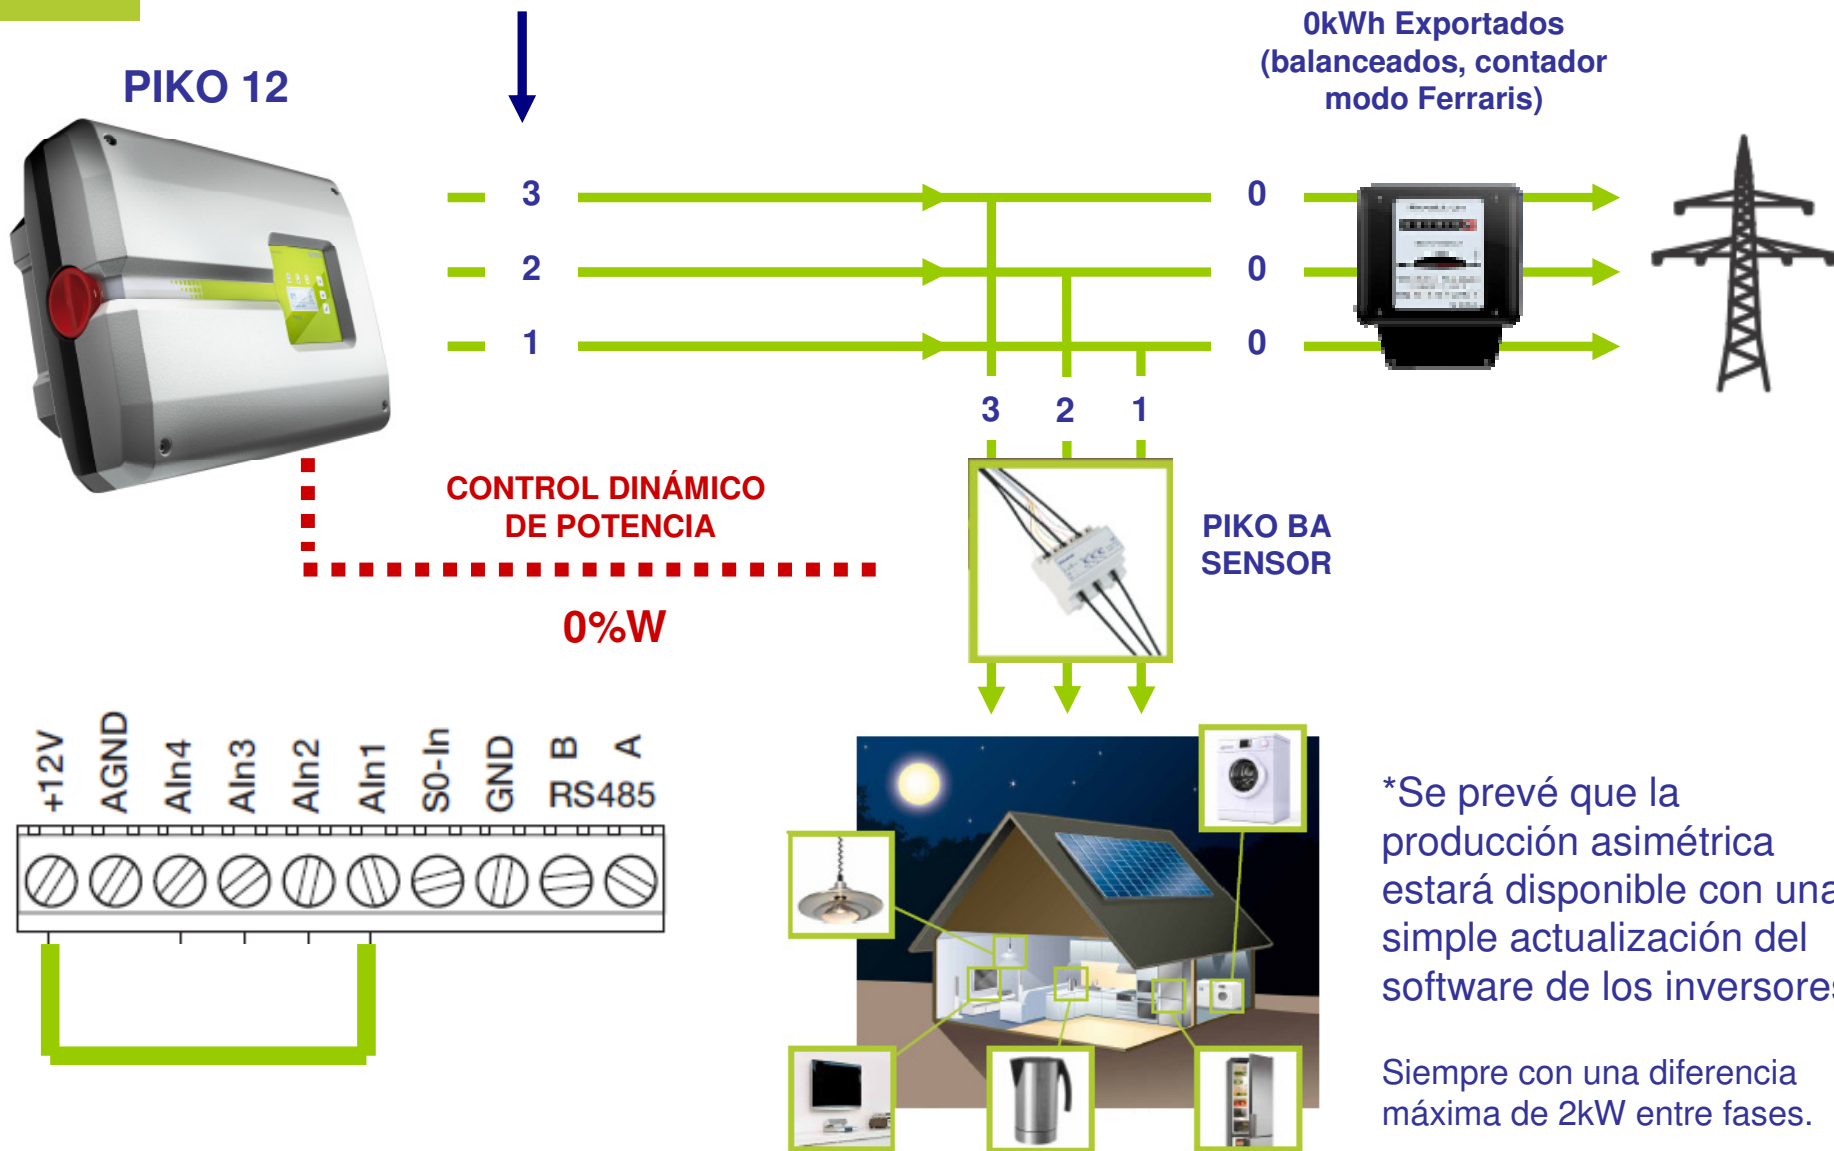 0kWh Exportados
(balanceados, contador
modo Ferraris)
PIKO 12
3
0
2
0
1
0
3 2 1
CONTROL DINÁMICO
DE POTENCIA
PIKO BA
SENSOR
0%W
+12V
AGND
AIn4
AIn3
AIn2
AIn1
S0-In
GND
B
A
RS485
*Se prevé que la
producción asimétrica
estará disponible con una
simple actualización del
software de los inversores
Siempre con una diferencia
máxima de 2kW entre fases.